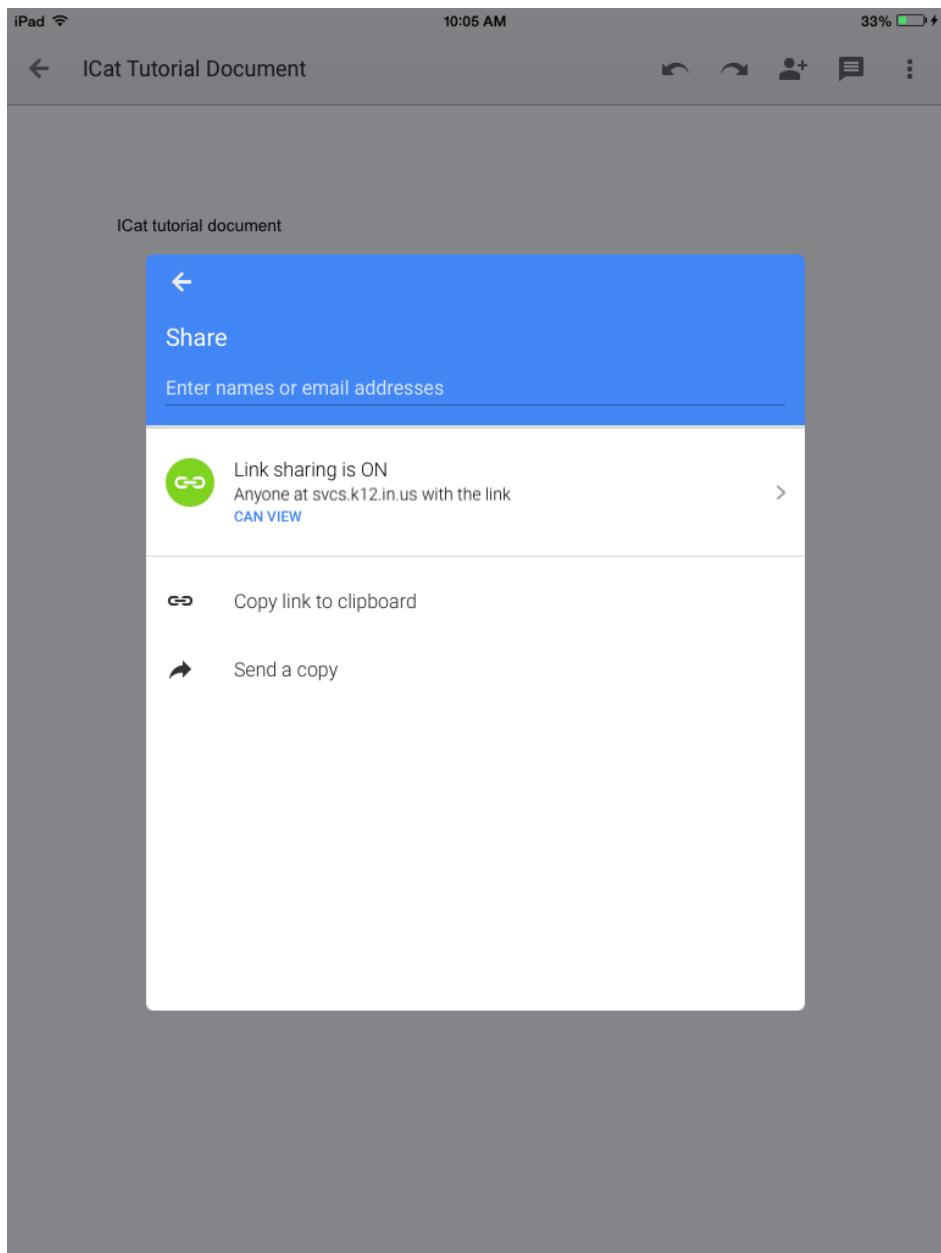 iPad 10:05 AM 33%
ICat Tutorial Document
ICat tutorial document
Share
Enter names or email addresses
Link sharing is ON
Anyone at svcs.k12.in.us with the link
CAN VIEW
Copy link to clipboard
Send a copy